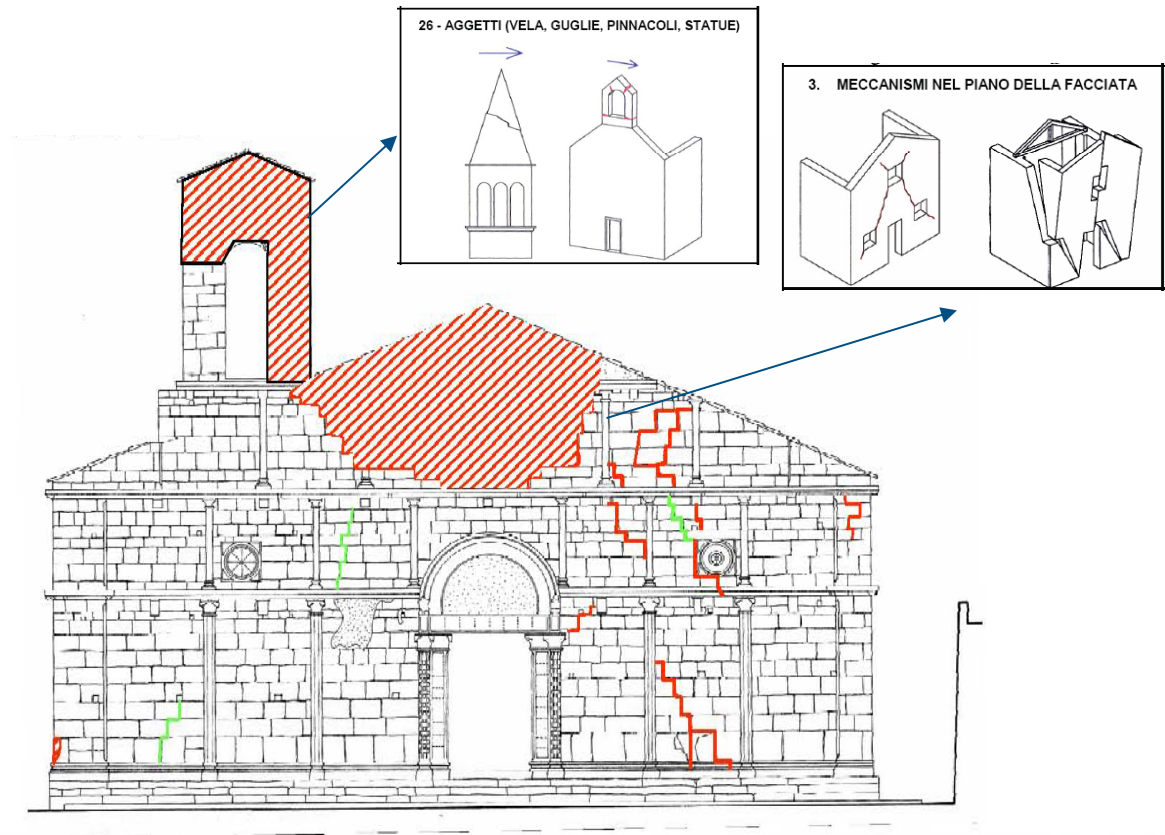 26 - AGGETTI (VELA, GUGLIE, PINNACOLI, STATUE)
3. MECCANISMI NEL PIANO DELLA FACCIATA